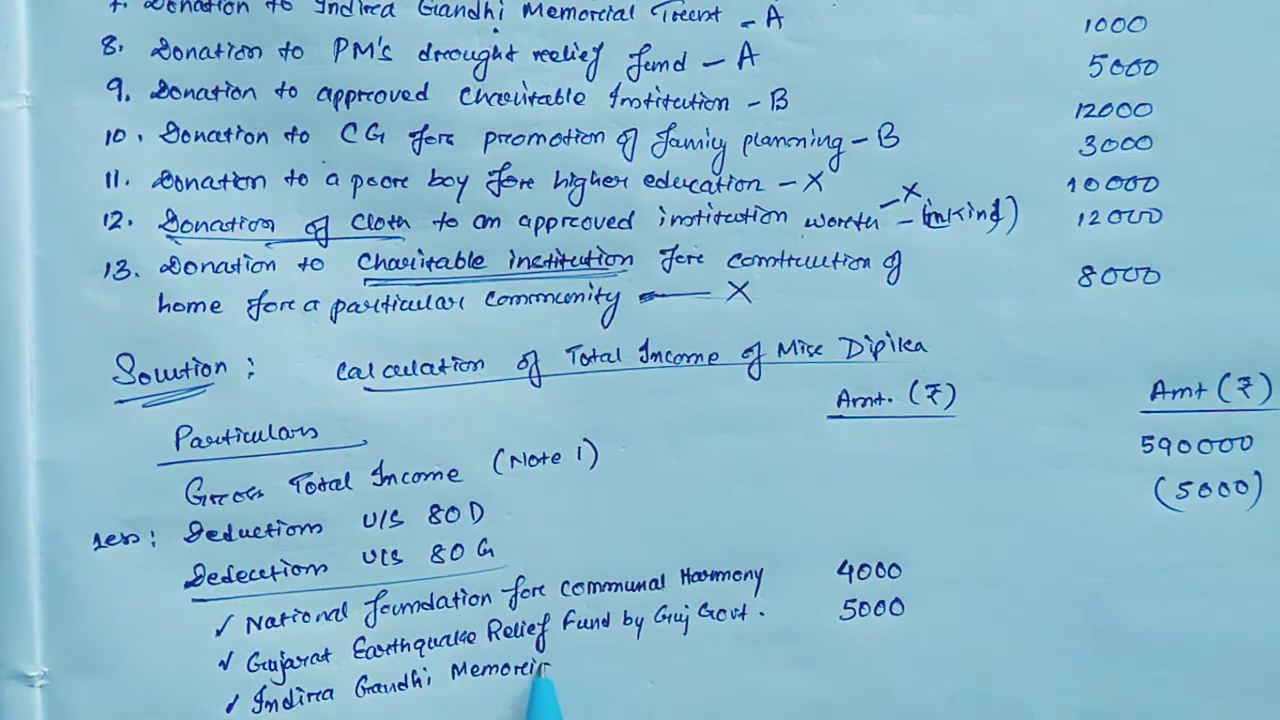 7. Donation to Indira Gandhi Memorial Trust - A 1000
8. Donation to PM's drought relief fund - A 5000
9. Donation to approved Charitable Institution - B 12000
10. Donation to CG for promotion of family planning - B 3000
11. Donation to a poor boy for higher education - X 10000
12. Donation of Cloth to an approved institution worth - X - (in kind) 12000
13. Donation to Charitable institution for construction of
home for a particular community — X 8000
Solution : Calculation of Total Income of Miss Dipika
Particulars Amt. (₹) Amt (₹)
Gross Total Income (Note 1) 590000
Less: Deductions U/S 80D (5000)
Deductions U/S 80G
✓ National foundation for Communal Harmony 4000
✓ Gujarat Earthquake Relief Fund by Guj Govt. 5000
✓ Indira Gandhi Memori